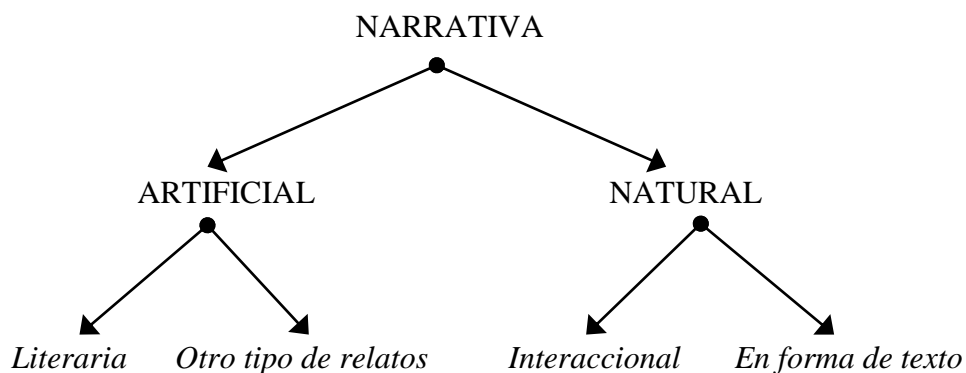 NARRATIVA
ARTIFICIAL NATURAL
Literaria Otro tipo de relatos Interaccional En forma de texto